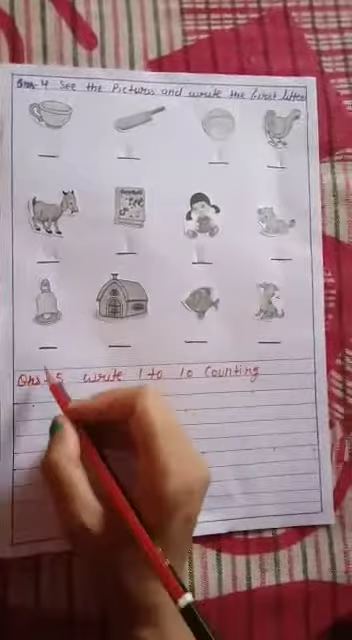 Qns-4 See the Pictures and write the first letter
Qns-5 write 1 to 10 Counting